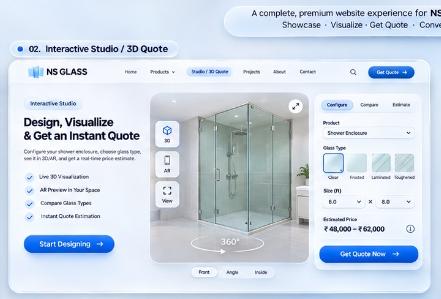 A complete, premium website experience for NS
Showcase · Visualize · Get Quote · Conve
02. Interactive Studio / 3D Quote
NS GLASS
Home
Products
Studio / 3D Quote
Projects
About
Contact
Get Quote →
Interactive Studio
Design, Visualize
& Get an Instant Quote
Configure your shower enclosure, choose glass type,
see it in 3D/AR, and get a real-time price estimate.
Live 3D Visualization
AR Preview in Your Space
Compare Glass Types
Instant Quote Estimation
Start Designing →
3D
AR
View
360°
Front
Angle
Inside
Configure
Compare
Estimate
Product
Shower Enclosure
Glass Type
Clear
Frosted
Laminated
Toughened
Size (ft)
6.0 × 8.0
Estimated Price
₹ 48,000 – ₹ 62,000
Get Quote Now →